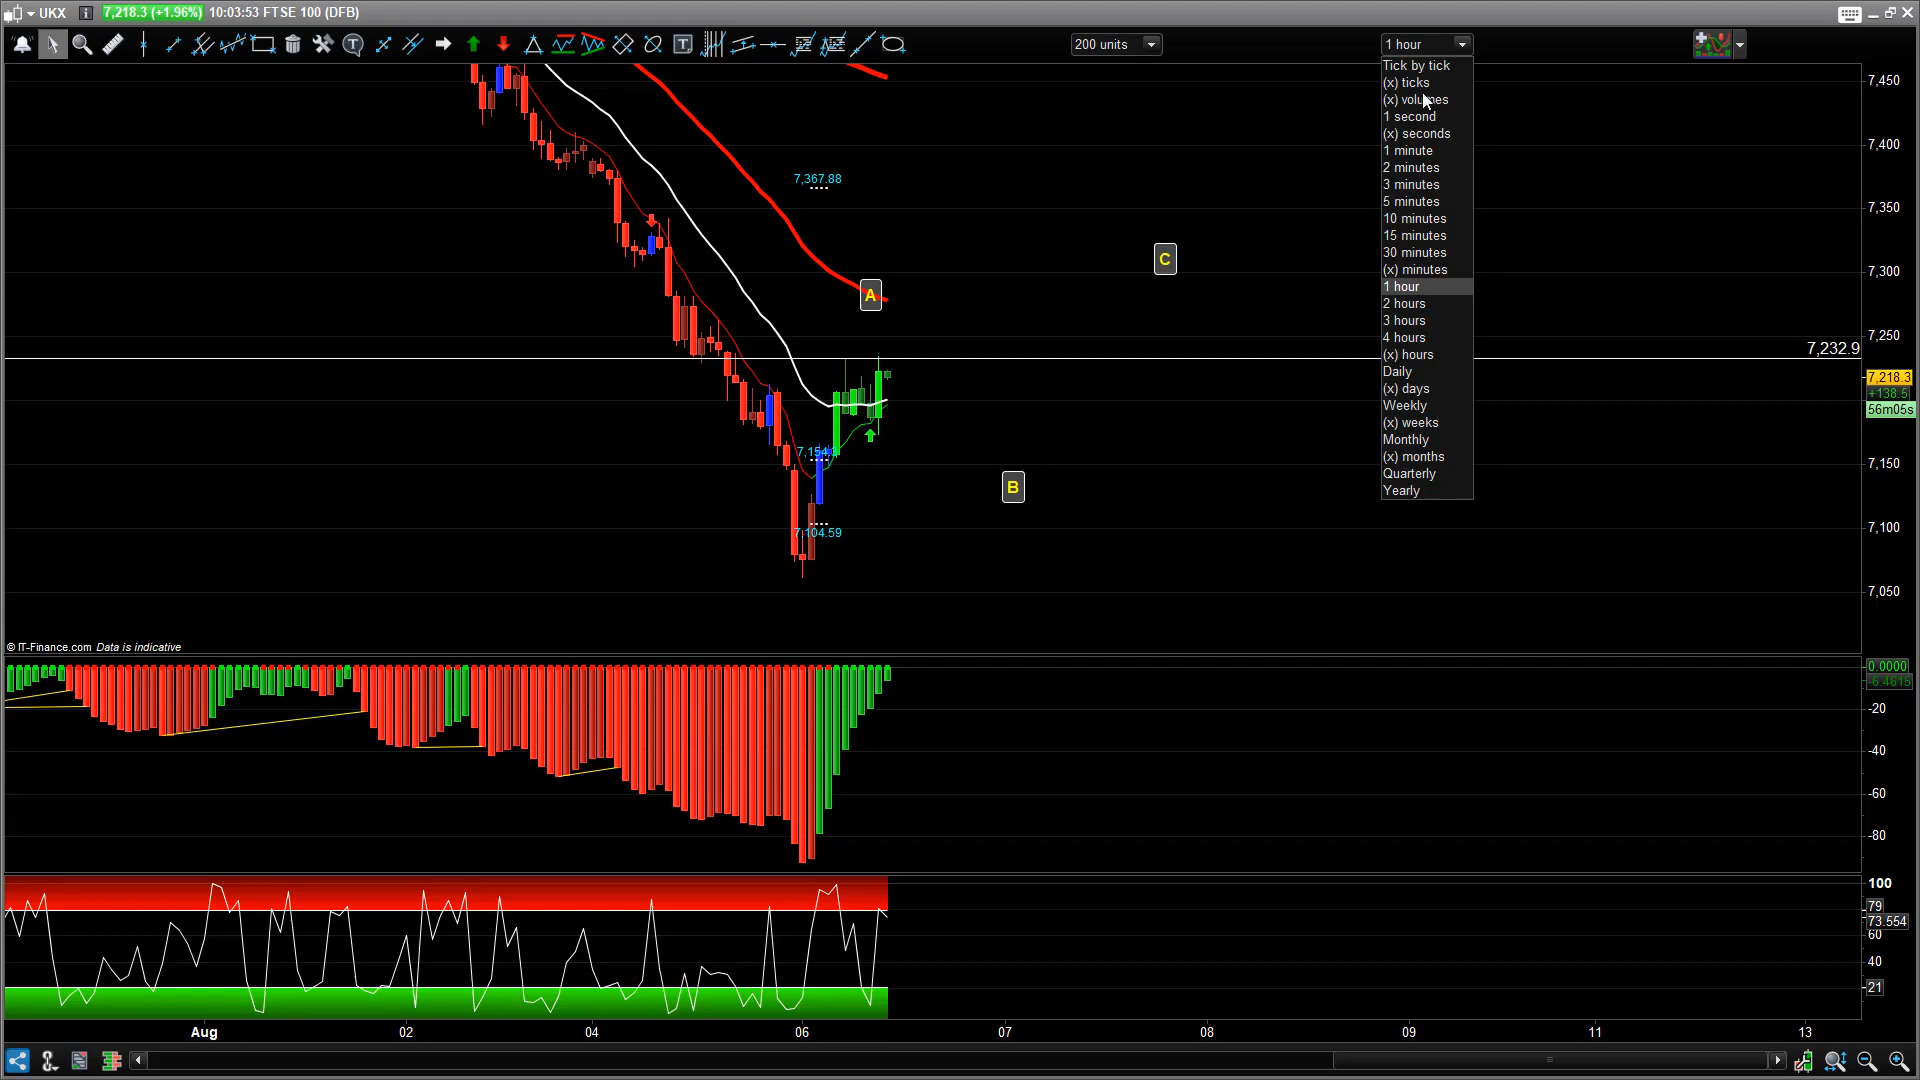 UKX i 7,218.3 (+1.96%) 10:03:53 FTSE 100 (DFB)
200 units
1 hour
Tick by tick
(x) ticks
(x) volumes
1 second
(x) seconds
1 minute
2 minutes
3 minutes
5 minutes
10 minutes
15 minutes
30 minutes
(x) minutes
1 hour
2 hours
3 hours
4 hours
(x) hours
Daily
(x) days
Weekly
(x) weeks
Monthly
(x) months
Quarterly
Yearly
7,450
7,400
7,350
7,300
7,250
7,232.9
7,218.3
+138.5
56m05s
7,150
7,100
7,050
7,367.88
A
C
B
7,104.59
© IT-Finance.com Data is indicative
0.0000
-6.4615
-20
-40
-60
-80
100
79
73.554
60
40
21
Aug 02 04 06 07 08 09 11 13